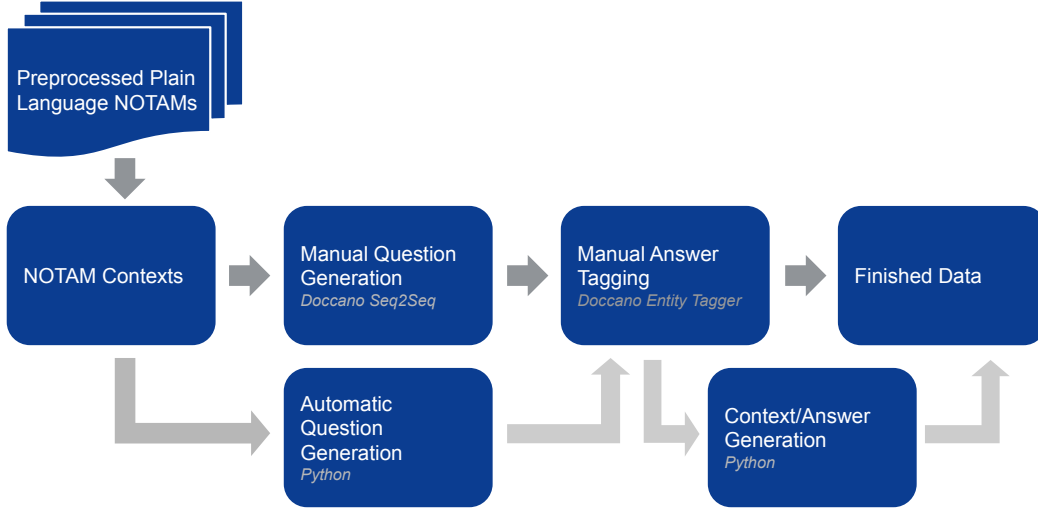 Preprocessed Plain
Language NOTAMs
NOTAM Contexts
Manual Question
Generation
Doccano Seq2Seq
Manual Answer
Tagging
Doccano Entity Tagger
Finished Data
Automatic
Question
Generation
Python
Context/Answer
Generation
Python